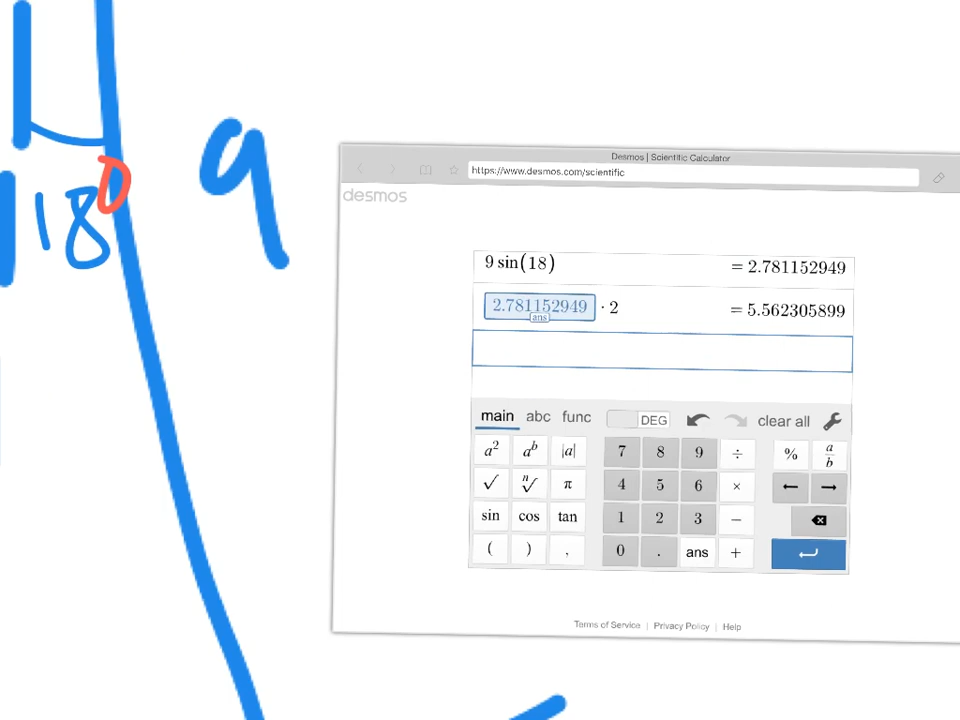 18°
9
Desmos | Scientific Calculator
https://www.desmos.com/scientific
desmos
9 sin(18) = 2.781152949
2.781152949 · 2 = 5.562305899
ans
main abc func DEG clear all
a² aᵇ |a| 7 8 9 ÷ % a/b
√ ⁿ√ π 4 5 6 × ← →
sin cos tan 1 2 3 −
( ) , 0 . ans +
Terms of Service | Privacy Policy | Help